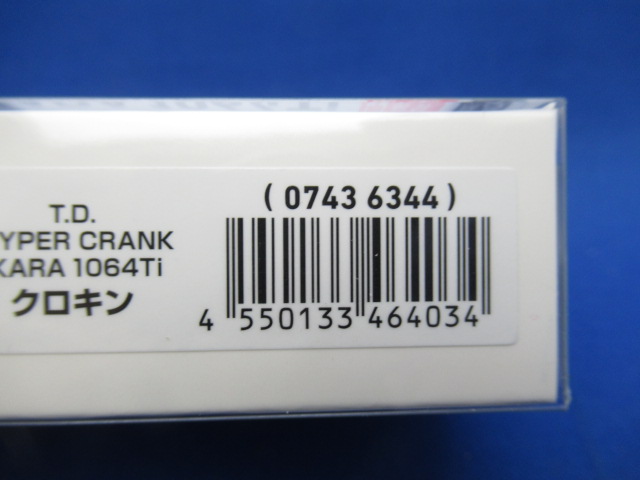 T.D.
YPER CRANK
KARA 1064Ti
クロキン
( 0743 6344 )
4 550133 464034